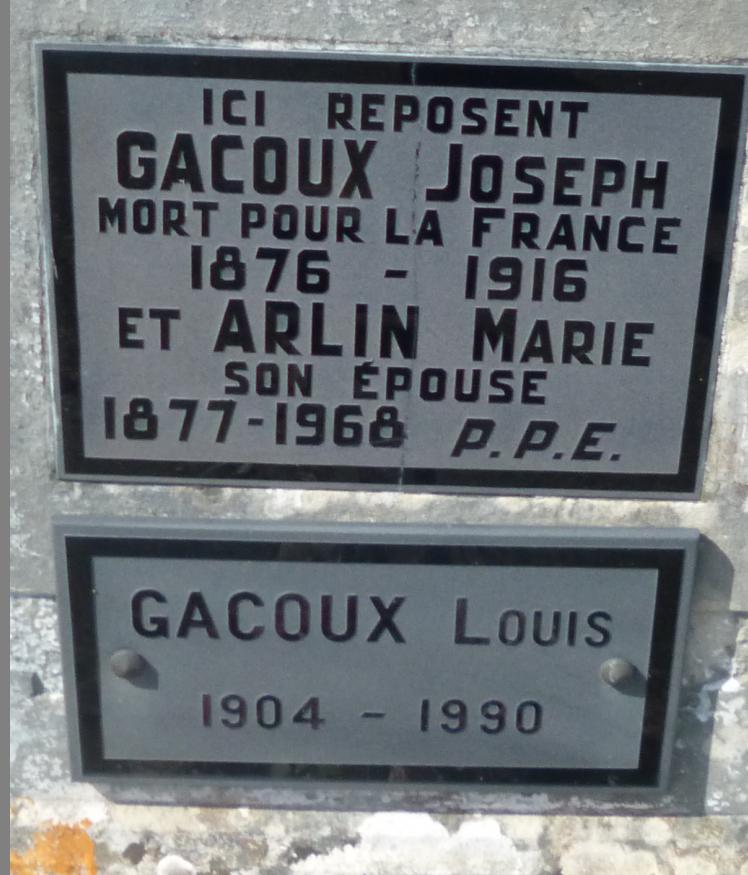 ICI REPOSENT
GACOUX JOSEPH
MORT POUR LA FRANCE
1876 - 1916
ET ARLIN MARIE
SON ÉPOUSE
1877-1968 P.P.E.
GACOUX LOUIS
1904 - 1990